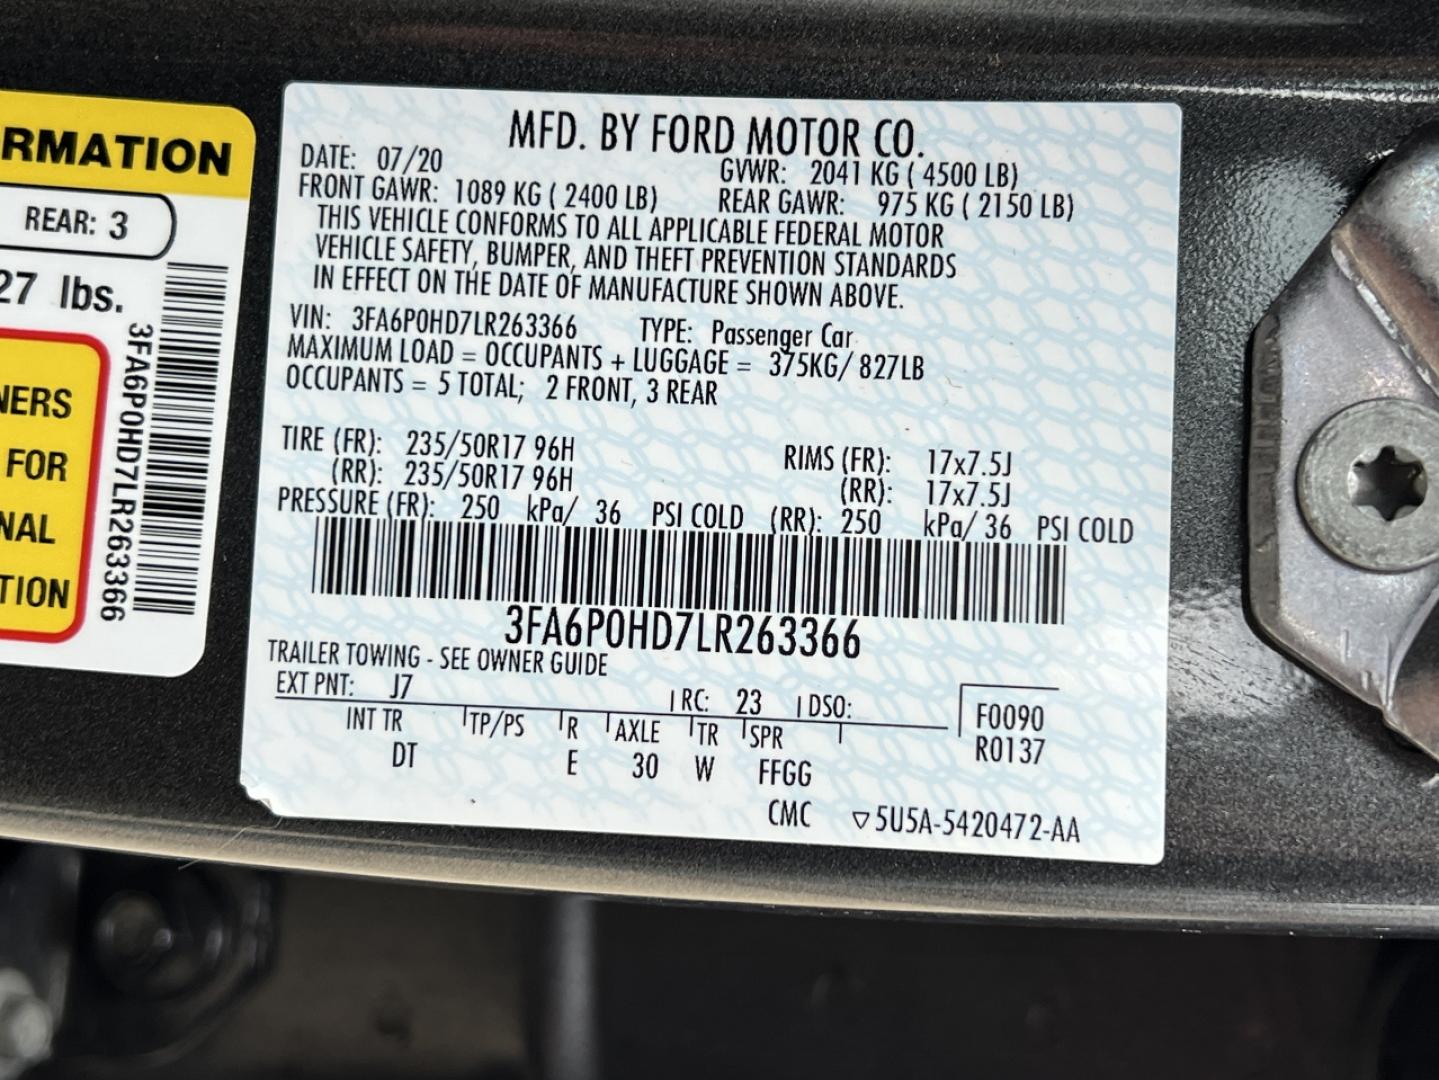 RMATION
REAR: 3
27 lbs.
NERS
FOR
NAL
TION
3FA6P0HD7LR263366
MFD. BY FORD MOTOR CO.
DATE: 07/20 GVWR: 2041 KG ( 4500 LB)
FRONT GAWR: 1089 KG ( 2400 LB) REAR GAWR: 975 KG ( 2150 LB)
THIS VEHICLE CONFORMS TO ALL APPLICABLE FEDERAL MOTOR
VEHICLE SAFETY, BUMPER, AND THEFT PREVENTION STANDARDS
IN EFFECT ON THE DATE OF MANUFACTURE SHOWN ABOVE.
VIN: 3FA6P0HD7LR263366 TYPE: Passenger Car
MAXIMUM LOAD = OCCUPANTS + LUGGAGE = 375KG/ 827LB
OCCUPANTS = 5 TOTAL; 2 FRONT, 3 REAR
TIRE (FR): 235/50R17 96H RIMS (FR): 17x7.5J
(RR): 235/50R17 96H (RR): 17x7.5J
PRESSURE (FR): 250 kPa/ 36 PSI COLD (RR): 250 kPa/ 36 PSI COLD
3FA6P0HD7LR263366
TRAILER TOWING - SEE OWNER GUIDE
EXT PNT: J7 RC: 23 DSO: F0090
INT TR TP/PS R AXLE TR SPR R0137
DT E 30 W FFGG
CMC ▽5U5A-5420472-AA